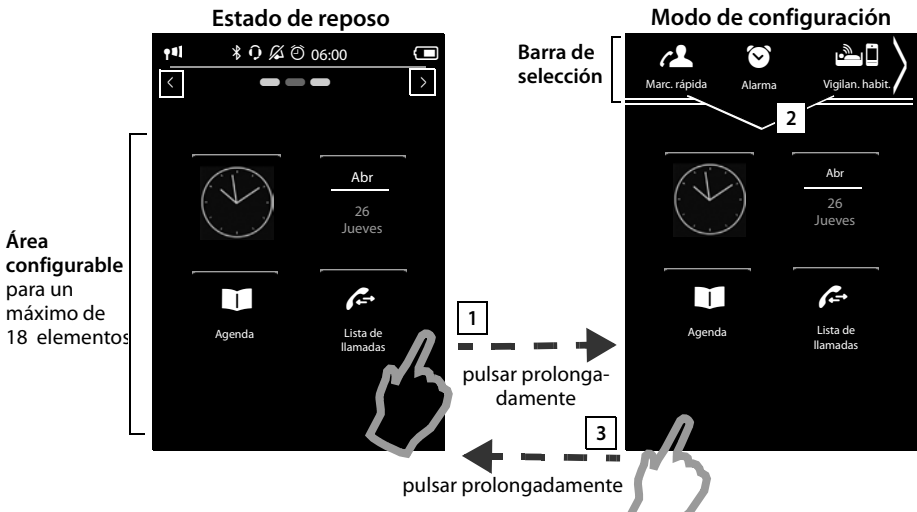 Estado de reposo
06:00
Abr
26
Jueves
Agenda
Lista de
llamadas
Área
configurable
para un
máximo de
18 elementos
1
pulsar prolonga-
damente
3
pulsar prolongadamente
Modo de configuración
Barra de
selección
Marc. rápida
Alarma
Vigilan. habit.
2
Abr
26
Jueves
Agenda
Lista de
llamadas